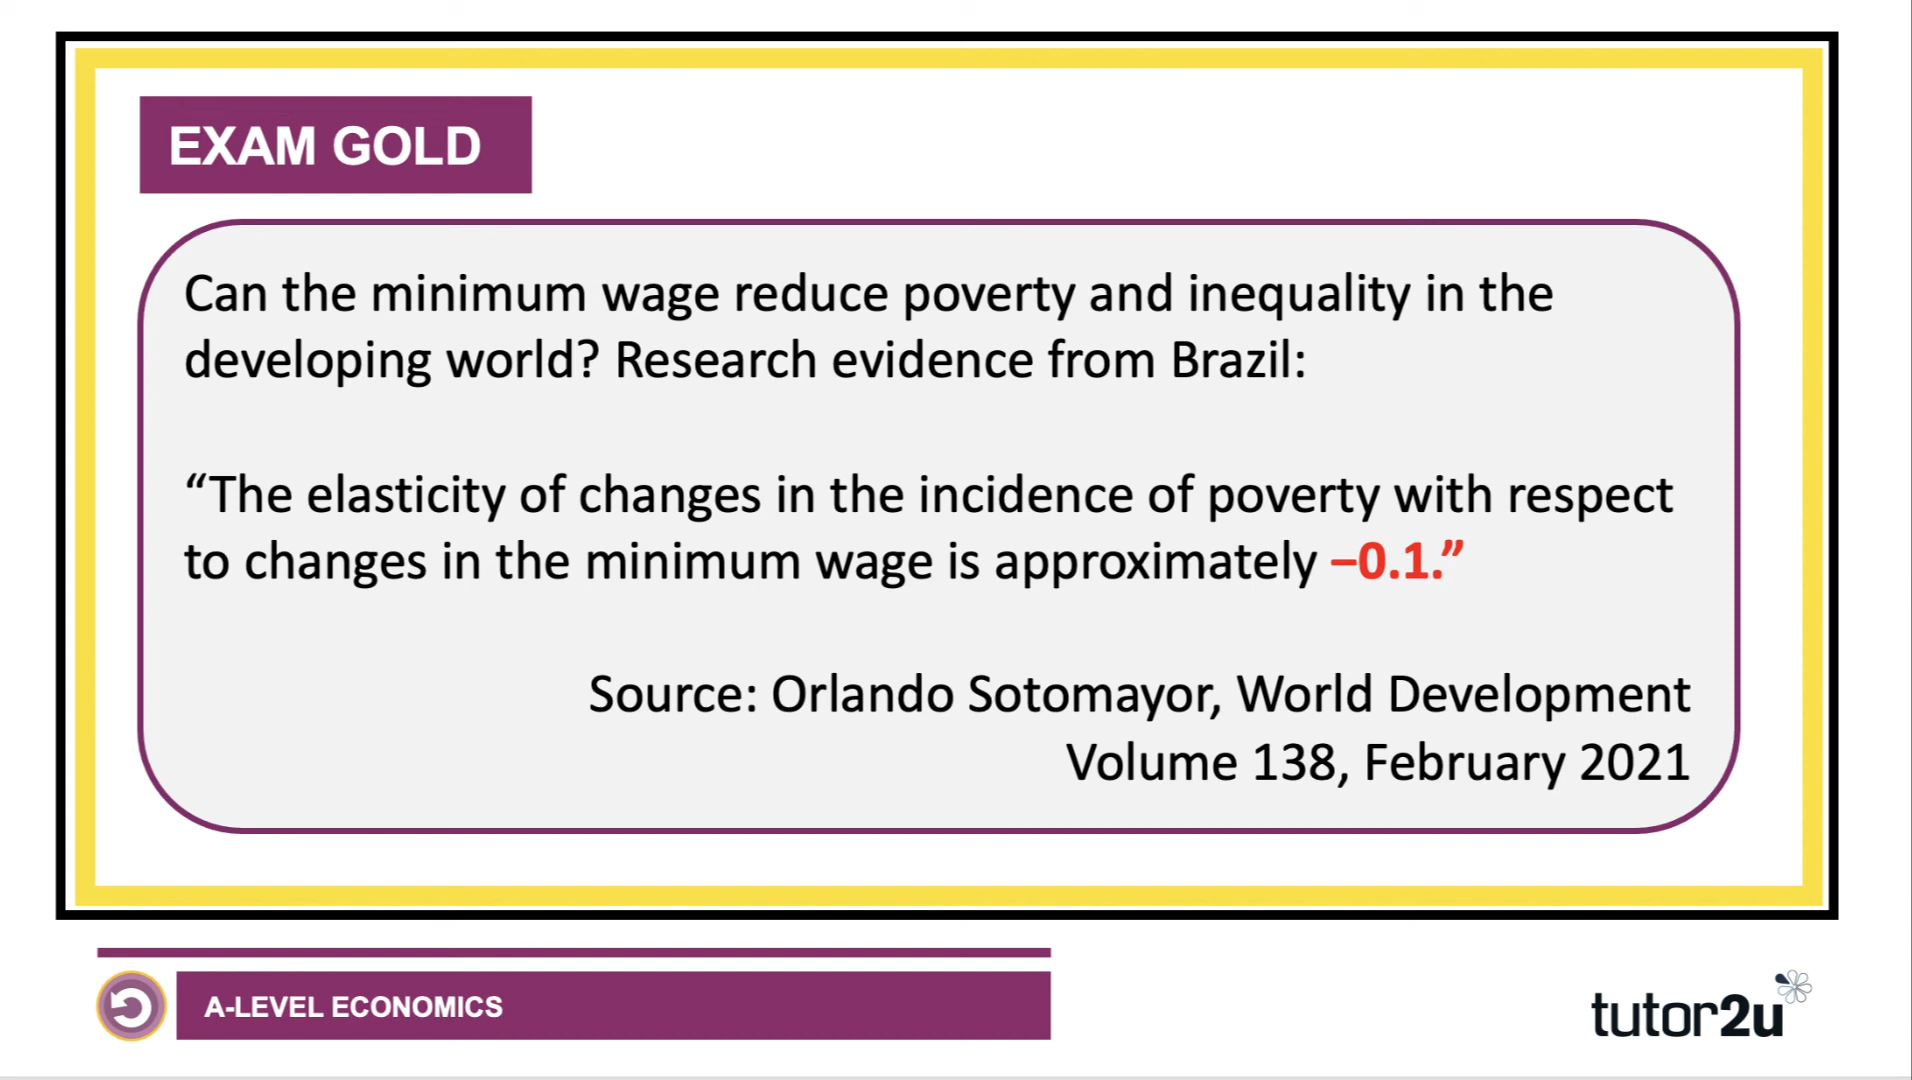 EXAM GOLD
Can the minimum wage reduce poverty and inequality in the
developing world? Research evidence from Brazil:
“The elasticity of changes in the incidence of poverty with respect
to changes in the minimum wage is approximately –0.1.”
Source: Orlando Sotomayor, World Development
Volume 138, February 2021
A-LEVEL ECONOMICS
tutor2u